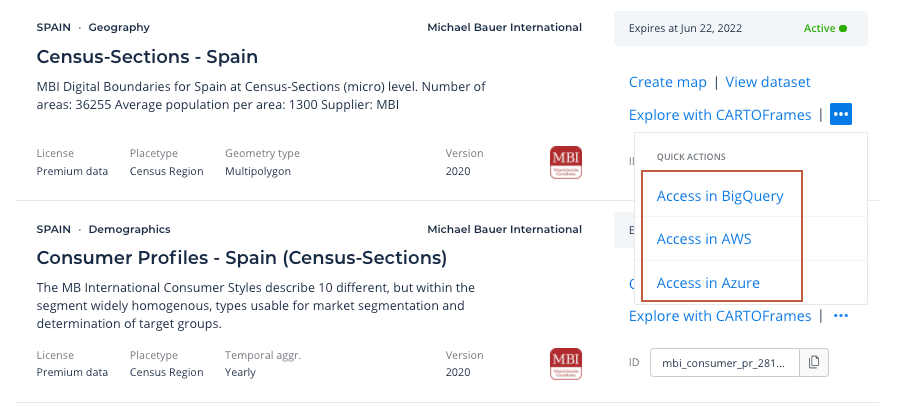 SPAIN · Geography
Michael Bauer International
Expires at Jun 22, 2022
Active
Census-Sections - Spain
MBI Digital Boundaries for Spain at Census-Sections (micro) level. Number of
areas: 36255 Average population per area: 1300 Supplier: MBI
Create map | View dataset
Explore with CARTOFrames | •••
License
Placetype
Geometry type
Version
Premium data
Census Region
Multipolygon
2020
MBI
QUICK ACTIONS
Access in BigQuery
Access in AWS
Access in Azure
SPAIN · Demographics
Michael Bauer International
E
Consumer Profiles - Spain (Census-Sections)
The MB International Consumer Styles describe 10 different, but within the
segment widely homogenous, types usable for market segmentation and
determination of target groups.
Explore with CARTOFrames | •••
License
Placetype
Temporal aggr.
Version
Premium data
Census Region
Yearly
2020
MBI
ID
mbi_consumer_pr_281...